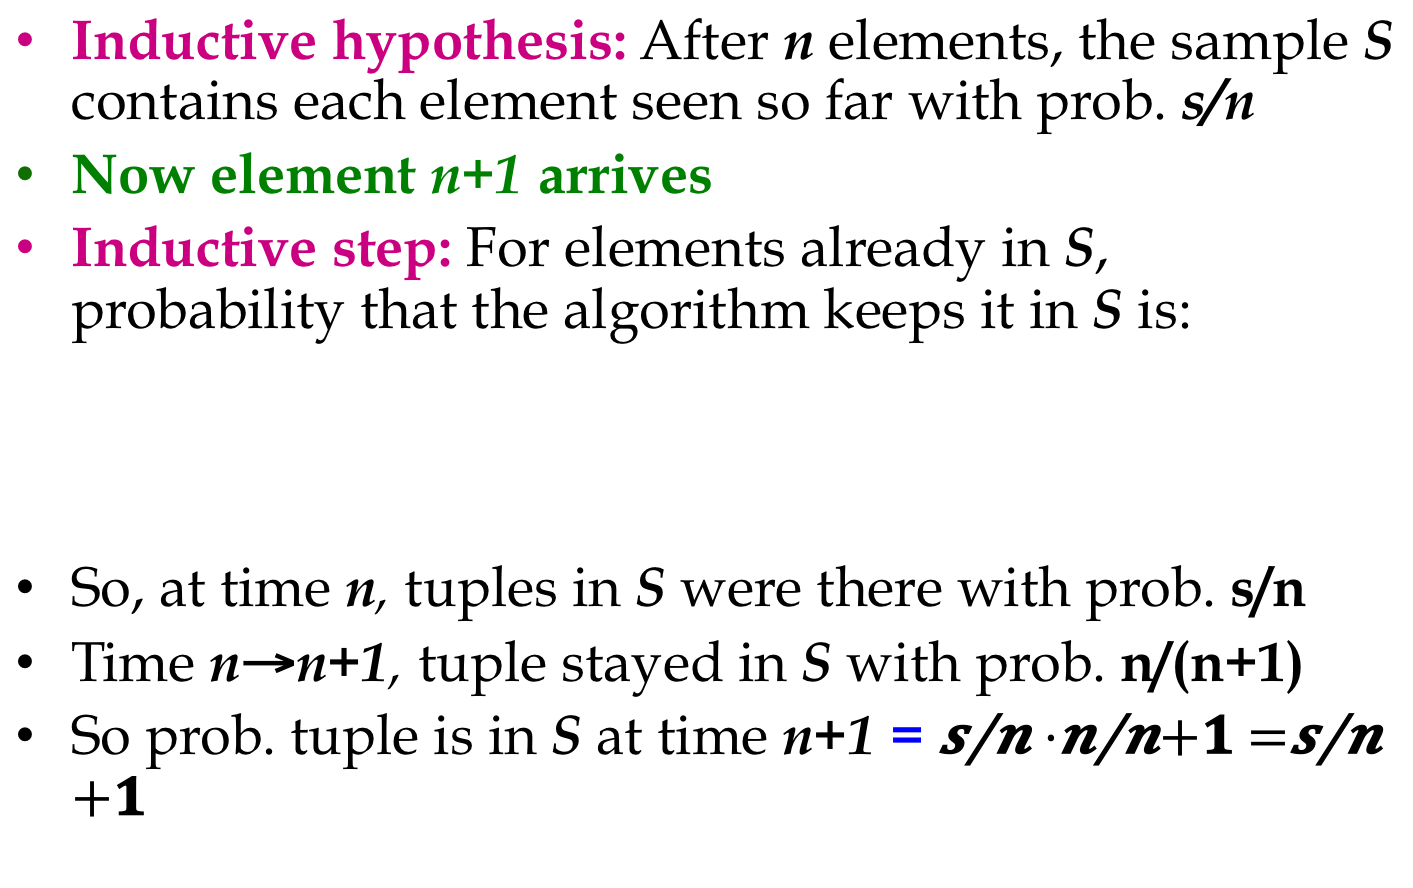 • Inductive hypothesis: After n elements, the sample S
contains each element seen so far with prob. s/n
• Now element n+1 arrives
• Inductive step: For elements already in S,
probability that the algorithm keeps it in S is:
• So, at time n, tuples in S were there with prob. s/n
• Time n→n+1, tuple stayed in S with prob. n/(n+1)
• So prob. tuple is in S at time n+1 = s/n ·n/n+1 =s/n
+1